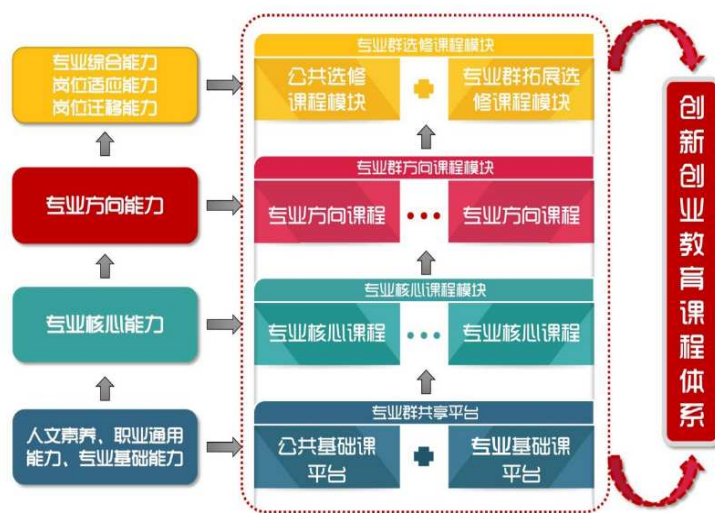 专业综合能力
岗位适应能力
岗位迁移能力
专业方向能力
专业核心能力
人文素养、职业通用
能力、专业基础能力
专业群选修课程模块
公共选修
课程模块
专业群拓展选
修课程模块
专业群方向课程模块
专业方向课程
专业方向课程
专业核心课程模块
专业核心课程
专业核心课程
专业群共享平台
公共基础课
平台
专业基础课
平台
创新创业教育课程体系